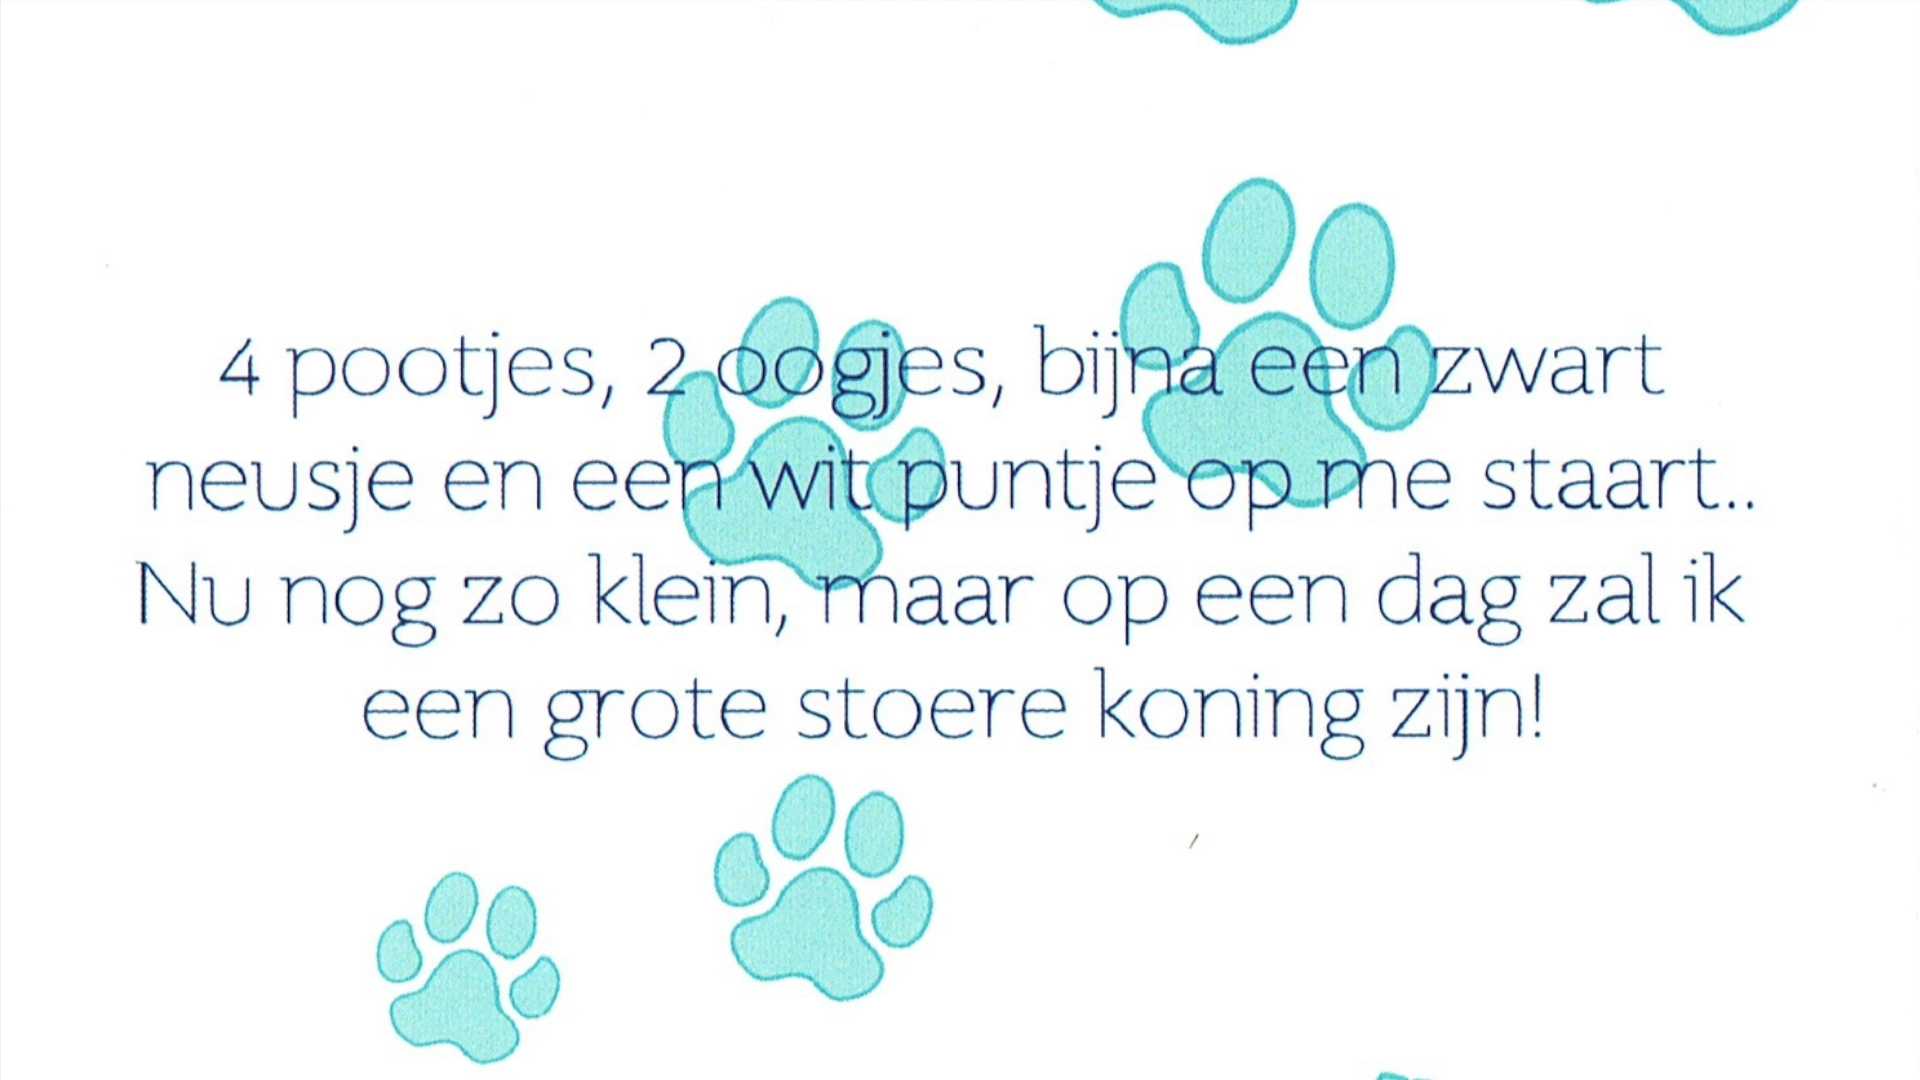 4 pootjes, 2 oogjes, bijna een zwart
neusje en een wit puntje op me staart..
Nu nog zo klein, maar op een dag zal ik
een grote stoere koning zijn!